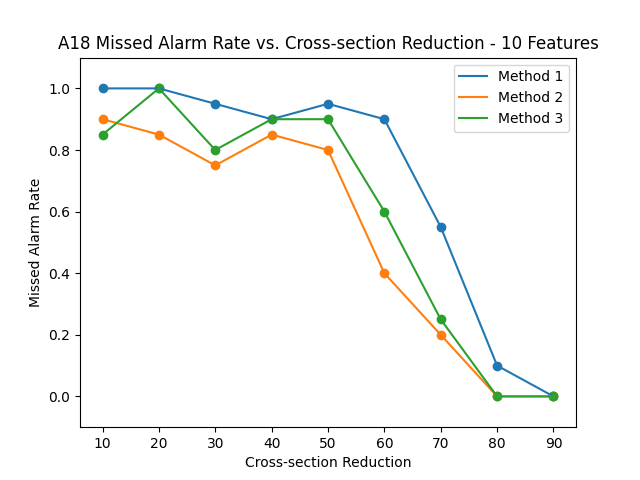 A18 Missed Alarm Rate vs. Cross-section Reduction - 10 Features
Method 1
Method 2
Method 3
Missed Alarm Rate
1.0
0.8
0.6
0.4
0.2
0.0
10 20 30 40 50 60 70 80 90
Cross-section Reduction